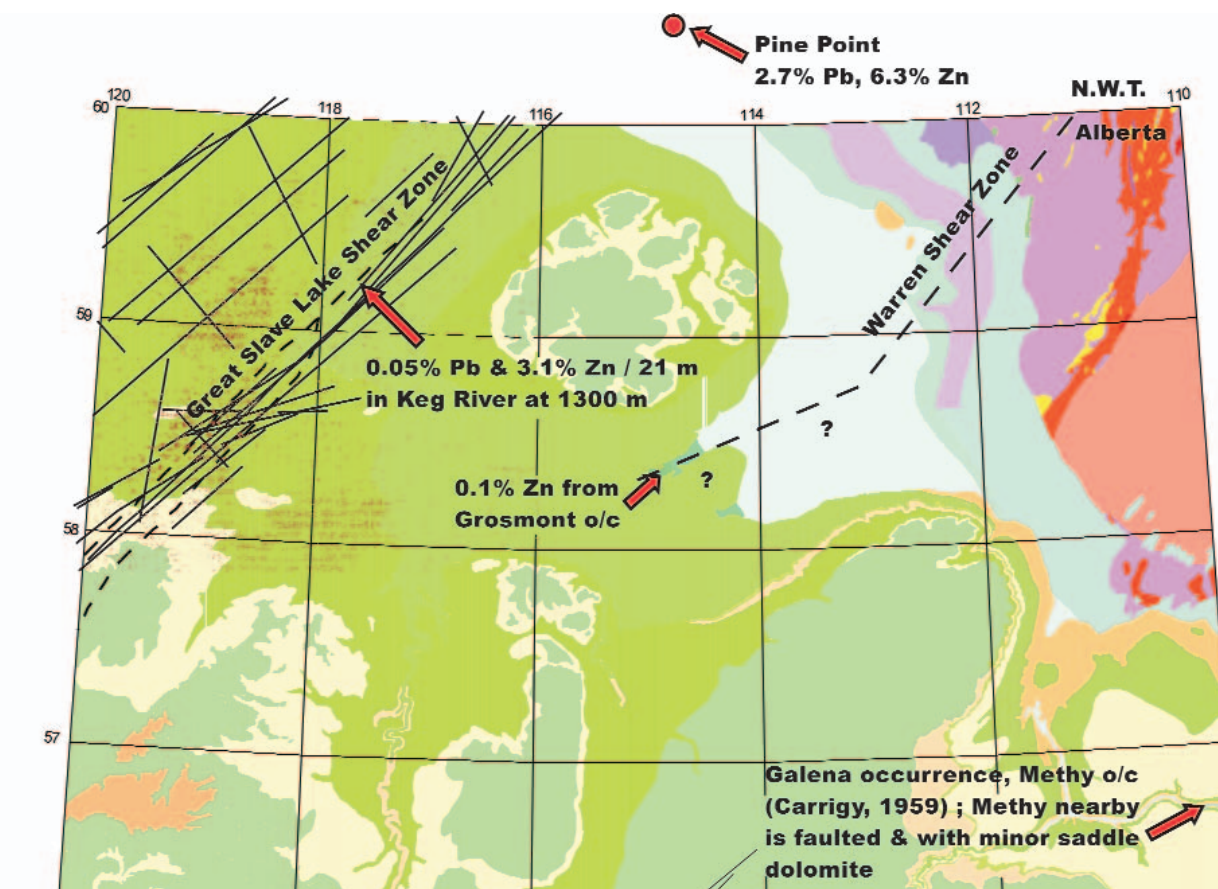 Pine Point
2.7% Pb, 6.3% Zn
N.W.T.
Alberta
60
120
118
116
114
112
110
59
58
57
Great Slave Lake Shear Zone
Warren Shear Zone
0.05% Pb & 3.1% Zn / 21 m
in Keg River at 1300 m
?
?
0.1% Zn from
Grosmont o/c
Galena occurrence, Methy o/c
(Carrigy, 1959) ; Methy nearby
is faulted & with minor saddle
dolomite